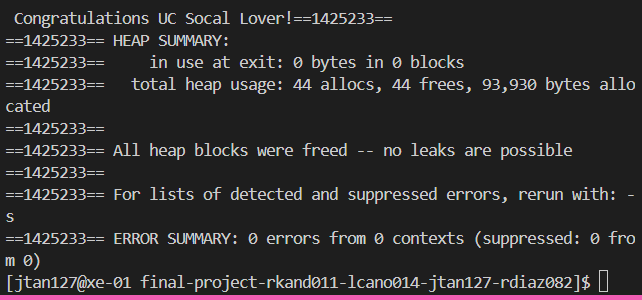 Congratulations UC Socal Lover!==1425233==
==1425233== HEAP SUMMARY:
==1425233==     in use at exit: 0 bytes in 0 blocks
==1425233==   total heap usage: 44 allocs, 44 frees, 93,930 bytes allo
cated
==1425233==
==1425233== All heap blocks were freed -- no leaks are possible
==1425233==
==1425233== For lists of detected and suppressed errors, rerun with: -
s
==1425233== ERROR SUMMARY: 0 errors from 0 contexts (suppressed: 0 fro
m 0)
[jtan127@xe-01 final-project-rkand011-lcano014-jtan127-rdiaz082]$